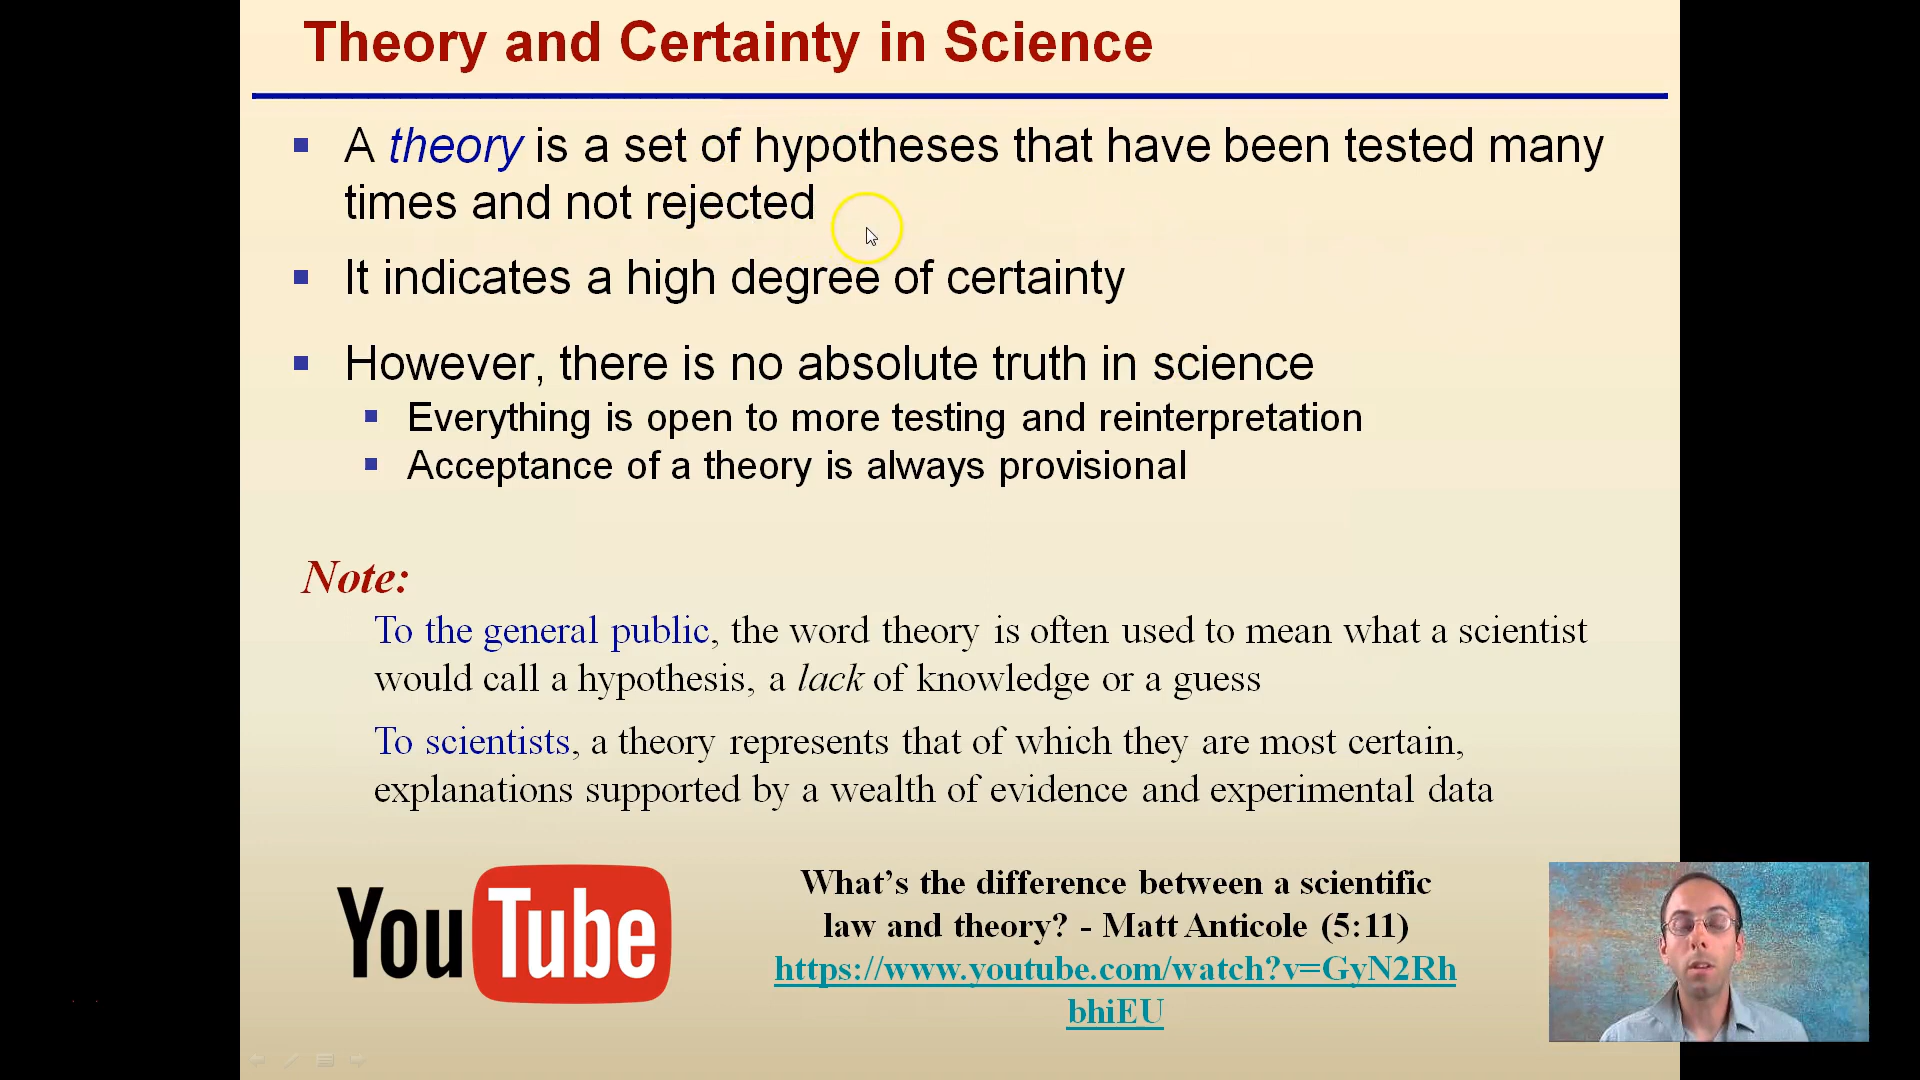 Theory and Certainty in Science
A theory is a set of hypotheses that have been tested many
times and not rejected
It indicates a high degree of certainty
However, there is no absolute truth in science
Everything is open to more testing and reinterpretation
Acceptance of a theory is always provisional
Note:
To the general public, the word theory is often used to mean what a scientist
would call a hypothesis, a lack of knowledge or a guess
To scientists, a theory represents that of which they are most certain,
explanations supported by a wealth of evidence and experimental data
YouTube
What’s the difference between a scientific
law and theory? - Matt Anticole (5:11)
https://www.youtube.com/watch?v=GyN2Rh
bhiEU